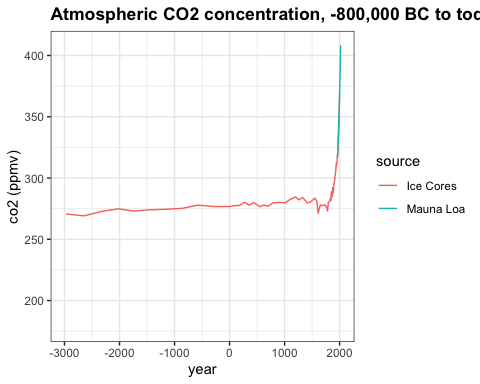 Atmospheric CO2 concentration, -800,000 BC to
co2 (ppmv)
400
350
300
250
200
-3000
-2000
-1000
0
1000
2000
year
source
Ice Cores
Mauna Loa